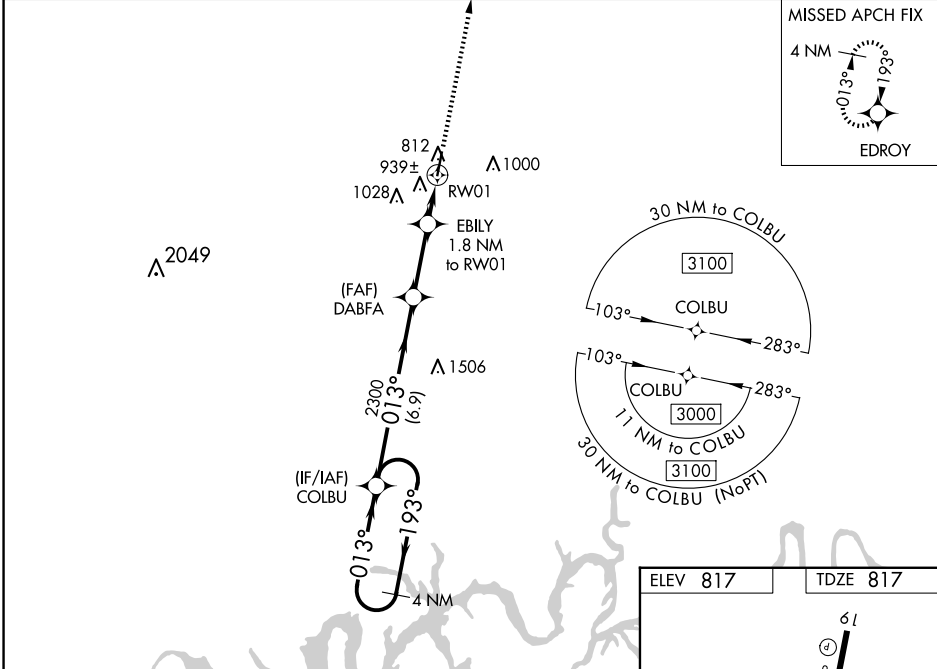 MISSED APCH FIX
4 NM
013°
193°
EDROY
812
939±
1000
1028
RW01
EBILY
1.8 NM
to RW01
2049
(FAF)
DABFA
1506
2300
013°
(6.9)
(IF/IAF)
COLBU
013°
193°
4 NM
30 NM to COLBU
3100
COLBU
103°
283°
103°
283°
COLBU
3000
11 NM to COLBU
3100
30 NM to COLBU (NoPT)
ELEV 817
TDZE 817
19
P